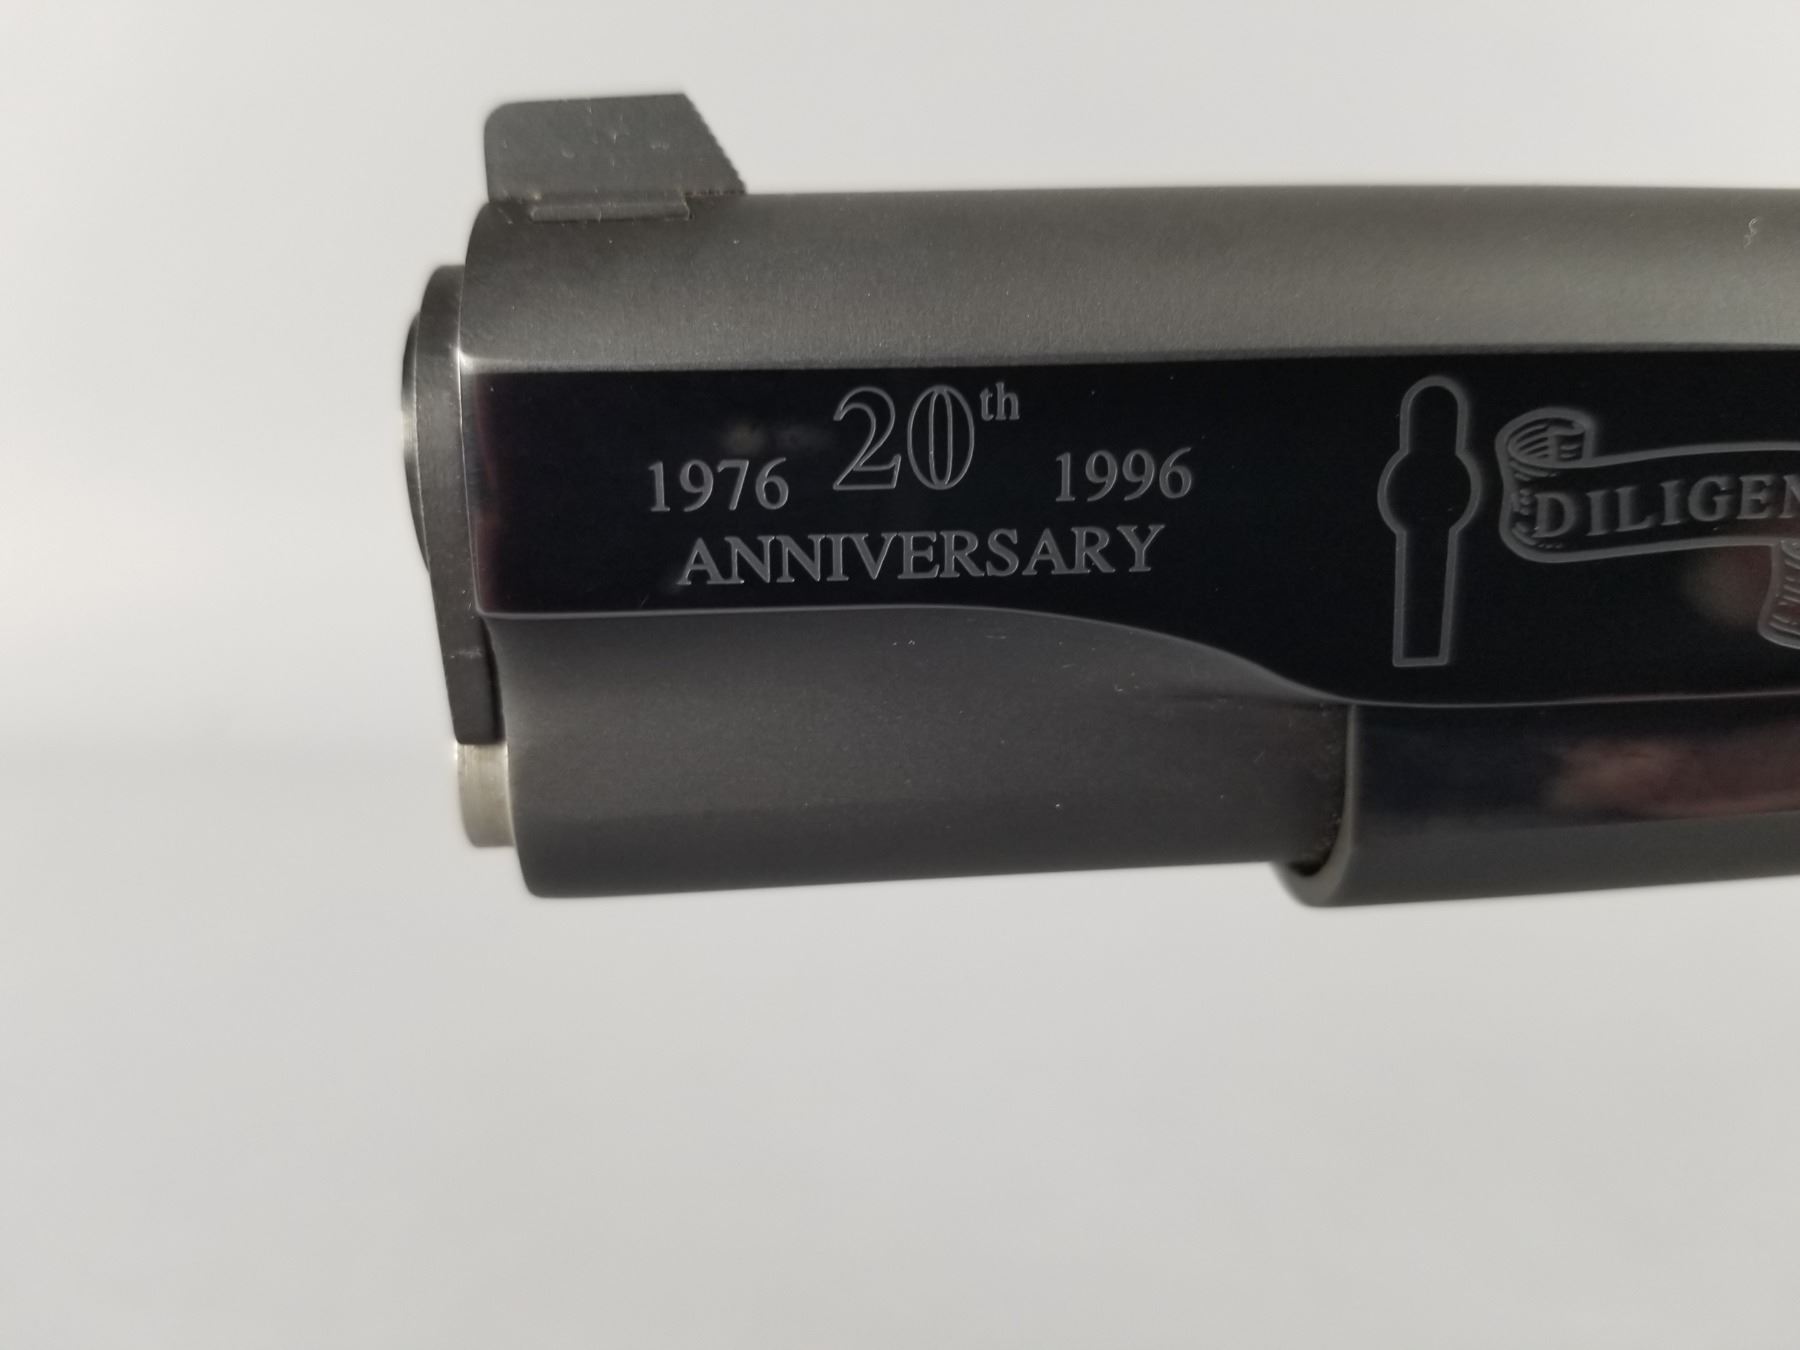 1976 20th 1996
ANNIVERSARY
DILIGEN